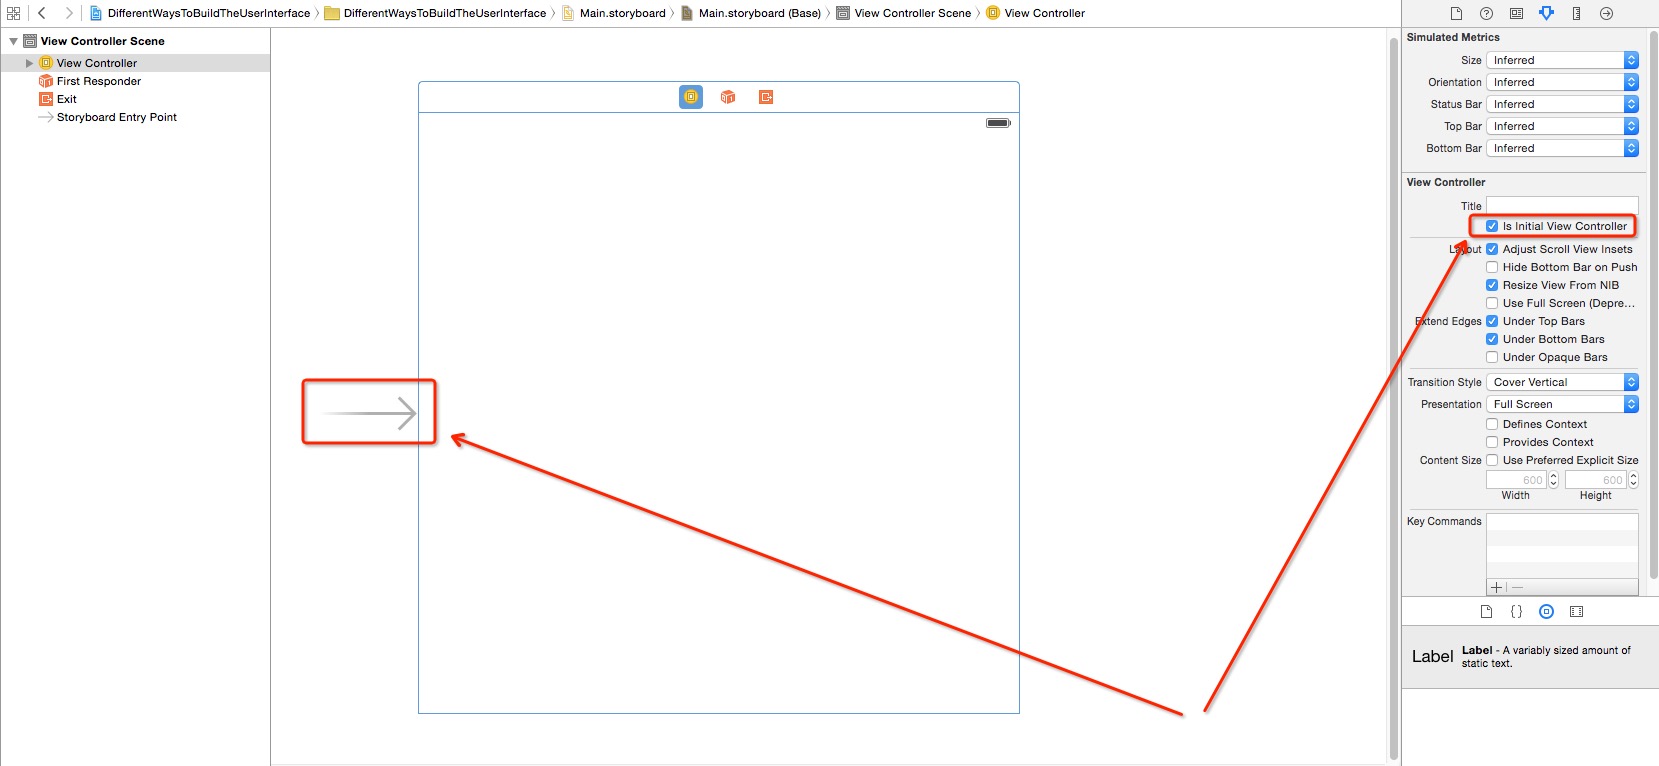 DifferentWaysToBuildTheUserInterface
DifferentWaysToBuildTheUserInterface
Main.storyboard
Main.storyboard (Base)
View Controller Scene
View Controller
View Controller Scene
View Controller
First Responder
Exit
Storyboard Entry Point
Simulated Metrics
Size Inferred
Orientation Inferred
Status Bar Inferred
Top Bar Inferred
Bottom Bar Inferred
View Controller
Title
Is Initial View Controller
Layout Adjust Scroll View Insets
Hide Bottom Bar on Push
Resize View From NIB
Use Full Screen (Depre...
Extend Edges Under Top Bars
Under Bottom Bars
Under Opaque Bars
Transition Style Cover Vertical
Presentation Full Screen
Defines Context
Provides Context
Content Size Use Preferred Explicit Size
600 600
Width Height
Key Commands
Label Label - A variably sized amount of
static text.